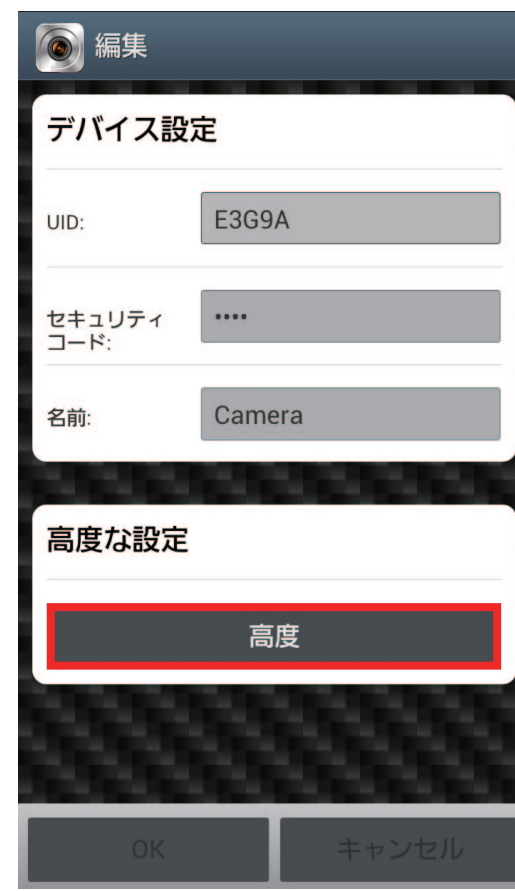 編集
デバイス設定
UID:
E3G9A
セキュリティ
コード:
••••
名前:
Camera
高度な設定
高度
OK
キャンセル